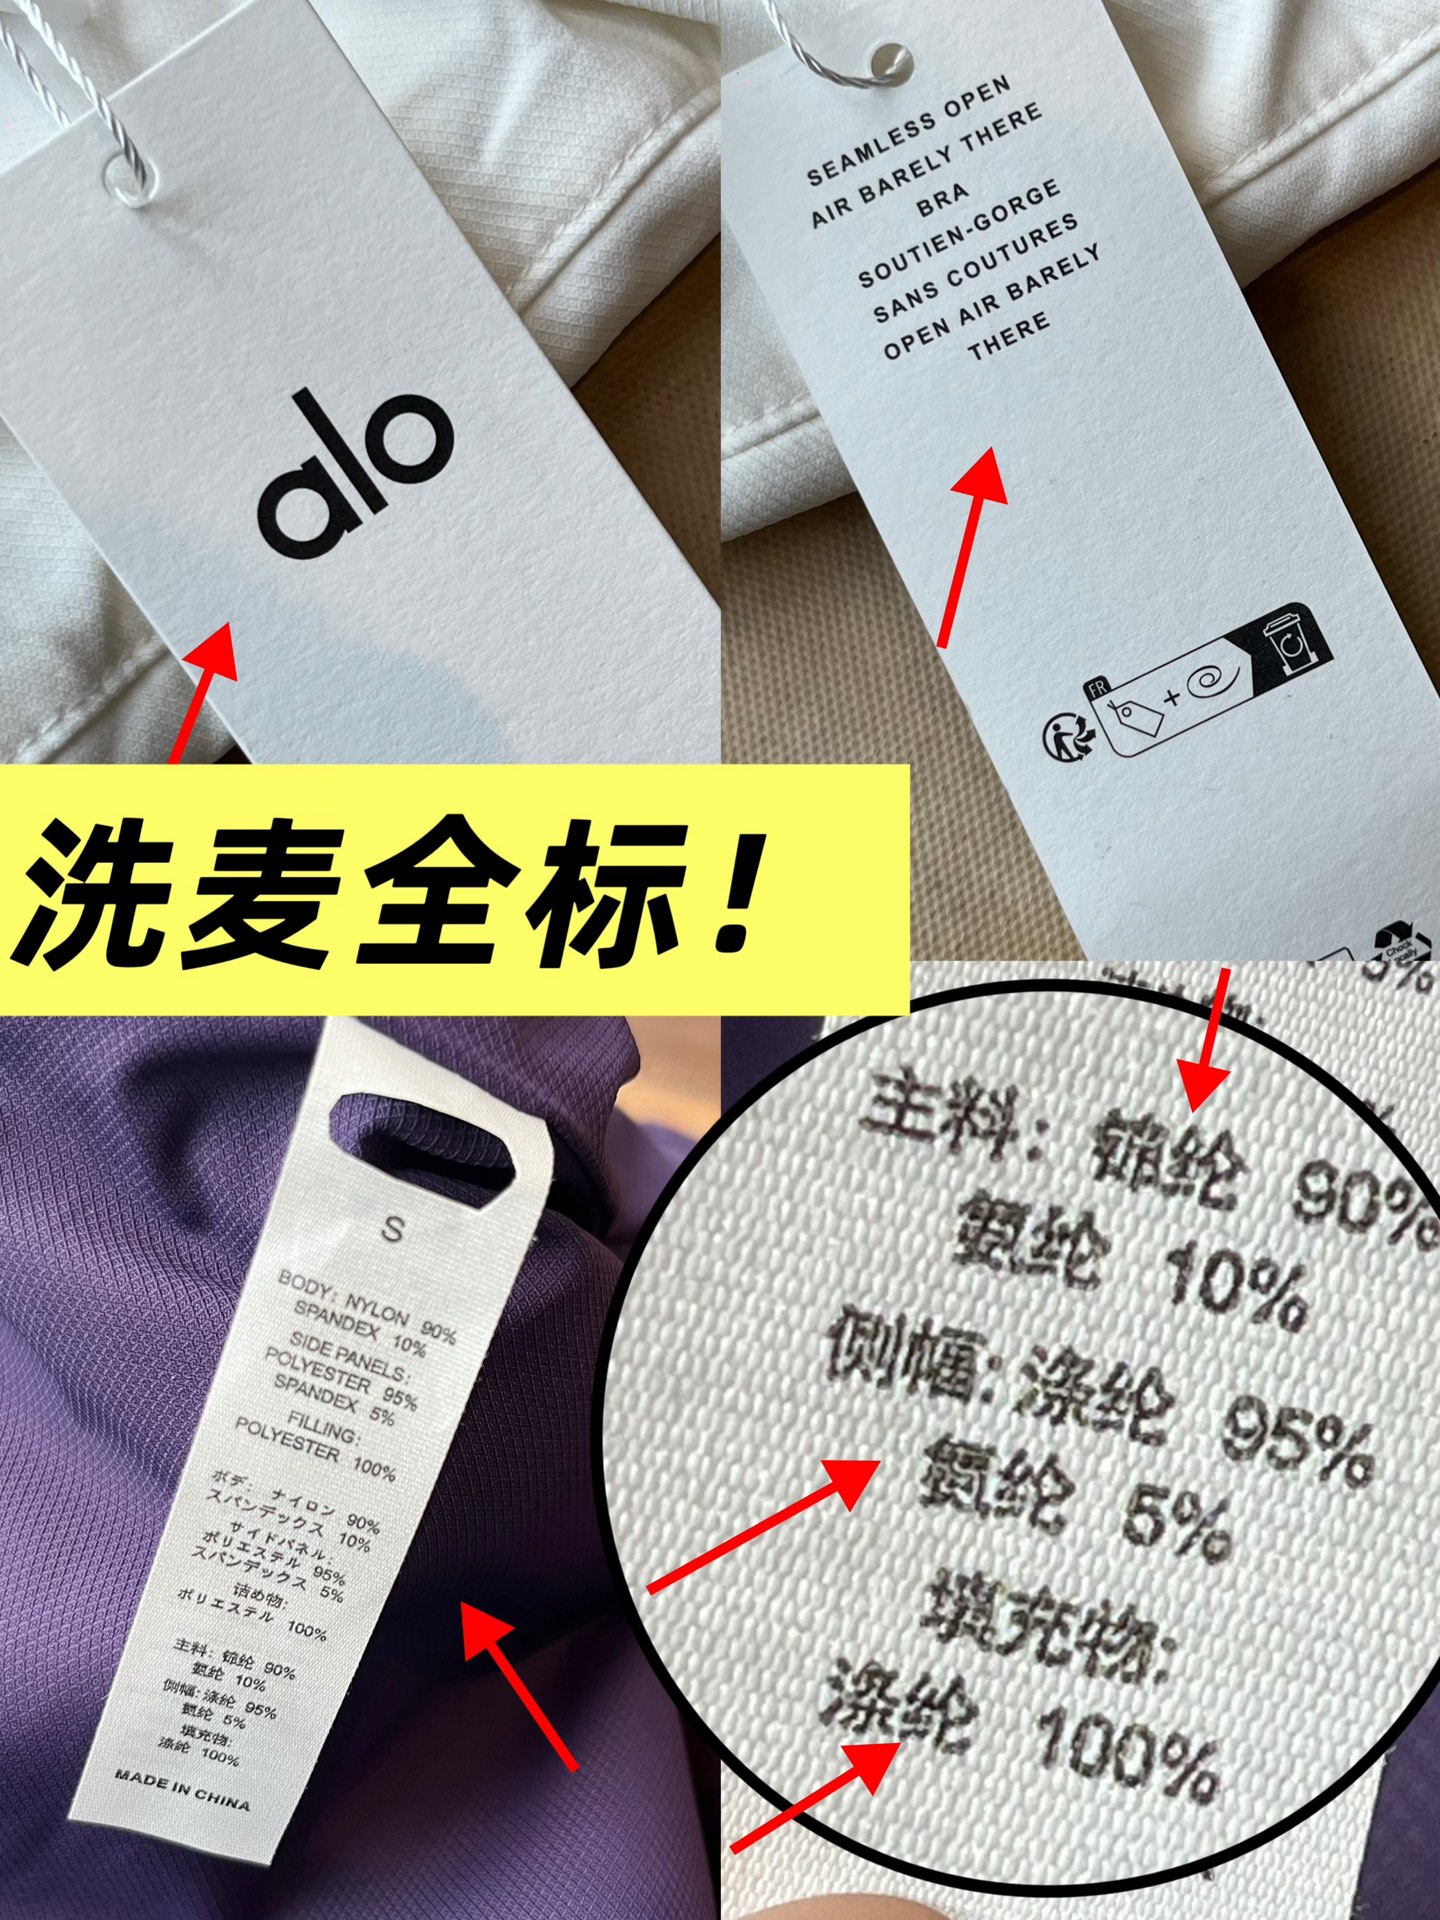 alo
SEAMLESS OPEN
AIR BARELY THERE
BRA
SOUTIEN-GORGE
SANS COUTURES
OPEN AIR BARELY
THERE
FR
+
洗麦全标！
S
BODY: NYLON 90%
SPANDEX 10%
SIDE PANELS:
POLYESTER 95%
SPANDEX 5%
FILLING:
POLYESTER 100%
ボデ: ナイロン 90%
スパンデックス 10%
サイドパネル:
ポリエステル 95%
スパンデックス 5%
詰め物:
ポリエステル 100%
主料: 锦纶 90%
氨纶 10%
侧幅: 涤纶 95%
氨纶 5%
填充物:
涤纶 100%
MADE IN CHINA
5%
主料: 锦纶 90%
氨纶 10%
侧幅: 涤纶 95%
氨纶 5%
填充物:
涤纶 100%